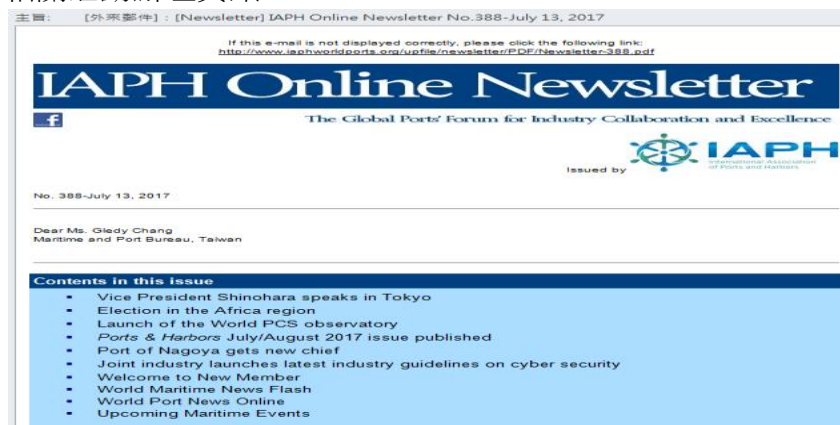 主旨: [外來郵件] : [Newsletter] IAPH Online Newsletter No.388-July 13, 2017
If this e-mail is not displayed correctly, please click the following link:
http://www.iaphworldports.org/upfile/newsletter/PDF/Newsletter-388.pdf
IAPH Online Newsletter
f
The Global Ports' Forum for Industry Collaboration and Excellence
Issued by
IAPH
International Association
of Ports and Harbors
No. 388-July 13, 2017
Dear Ms. Gledy Chang
Maritime and Port Bureau, Taiwan
Contents in this issue
▪ Vice President Shinohara speaks in Tokyo
▪ Election in the Africa region
▪ Launch of the World PCS observatory
▪ Ports & Harbors July/August 2017 issue published
▪ Port of Nagoya gets new chief
▪ Joint industry launches latest industry guidelines on cyber security
▪ Welcome to New Member
▪ World Maritime News Flash
▪ World Port News Online
▪ Upcoming Maritime Events